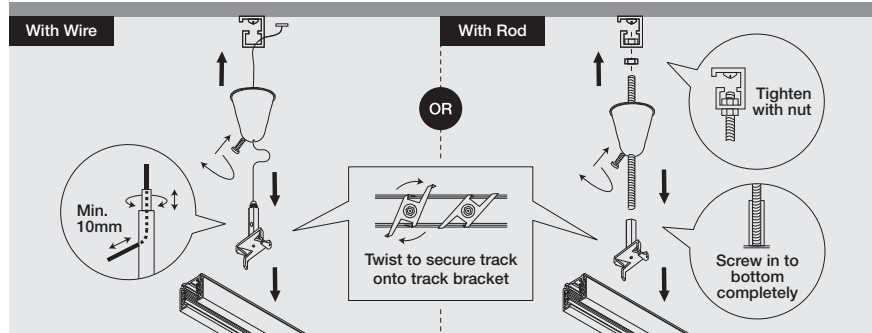 With Wire
With Rod
OR
Tighten
with nut
Min.
10mm
Twist to secure track
onto track bracket
Screw in to
bottom
completely